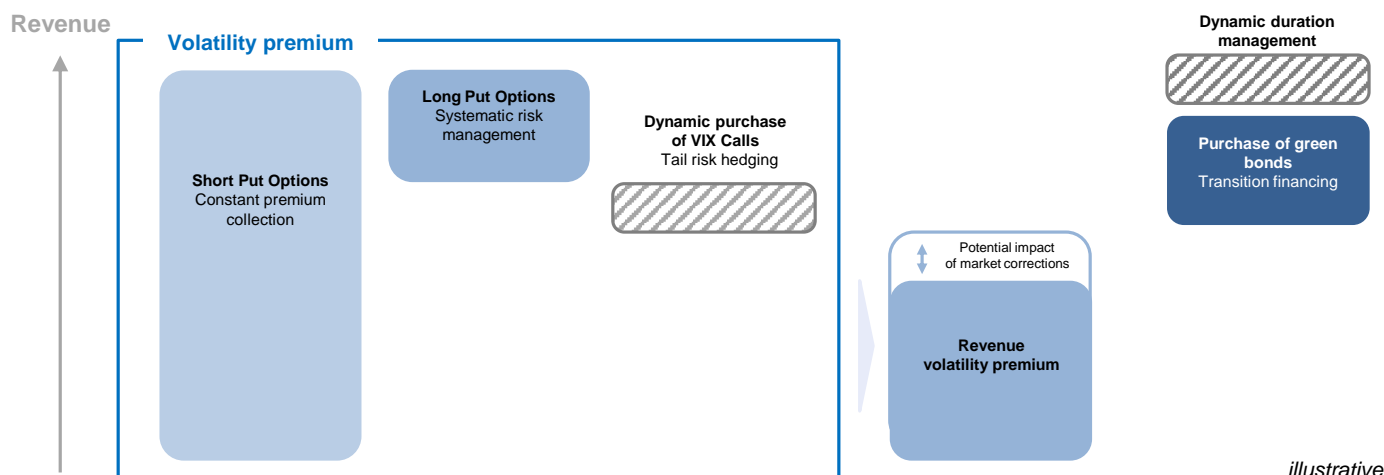 Revenue
Volatility premium
Short Put Options
Constant premium
collection
Long Put Options
Systematic risk
management
Dynamic purchase
of VIX Calls
Tail risk hedging
Potential impact
of market corrections
Revenue
volatility premium
Dynamic duration
management
Purchase of green
bonds
Transition financing
illustrative